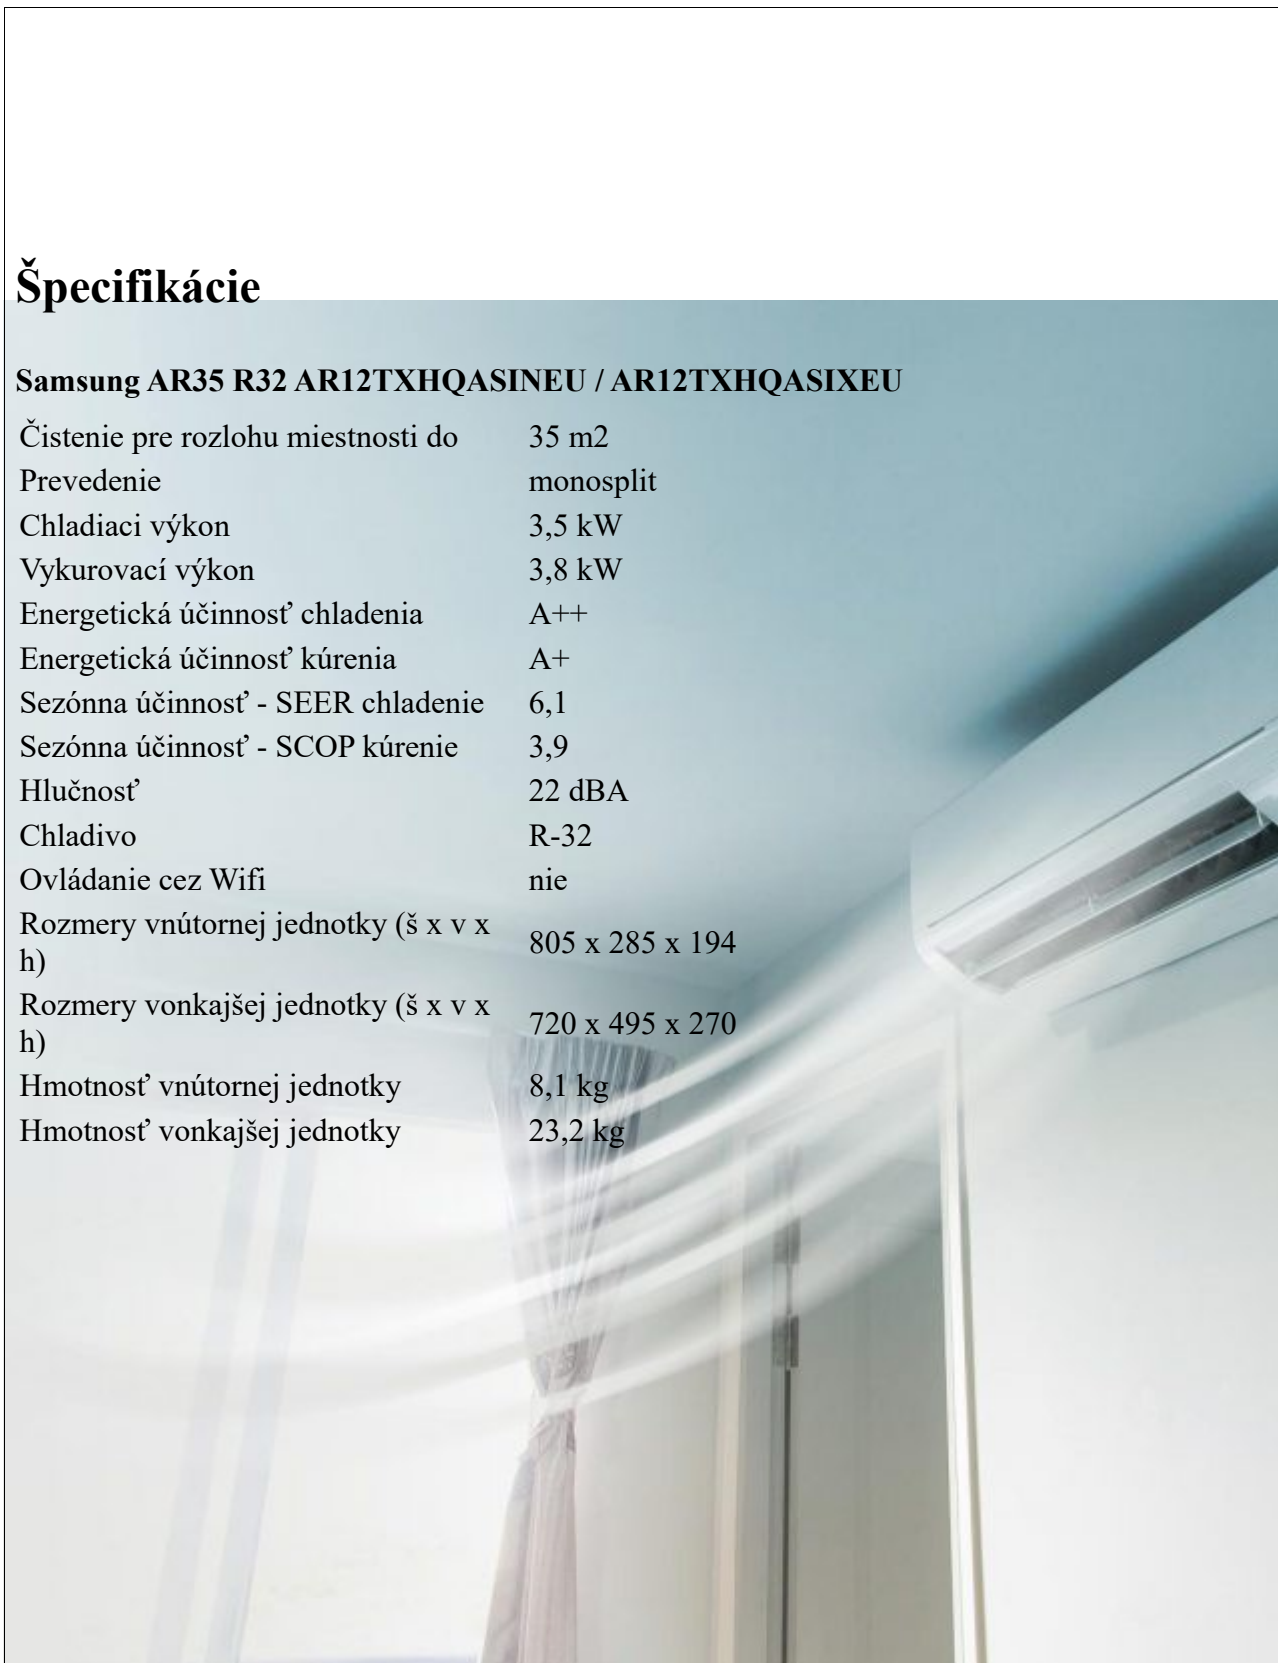 Špecifikácie
Samsung AR35 R32 AR12TXHQASINEU / AR12TXHQASIXEU
Čistenie pre rozlohu miestnosti do 35 m2
Prevedenie monosplit
Chladiaci výkon 3,5 kW
Vykurovací výkon 3,8 kW
Energetická účinnosť chladenia A++
Energetická účinnosť kúrenia A+
Sezónna účinnosť - SEER chladenie 6,1
Sezónna účinnosť - SCOP kúrenie 3,9
Hlučnosť 22 dBA
Chladivo R-32
Ovládanie cez Wifi nie
Rozmery vnútornej jednotky (š x v x
h) 805 x 285 x 194
Rozmery vonkajšej jednotky (š x v x
h) 720 x 495 x 270
Hmotnosť vnútornej jednotky 8,1 kg
Hmotnosť vonkajšej jednotky 23,2 kg